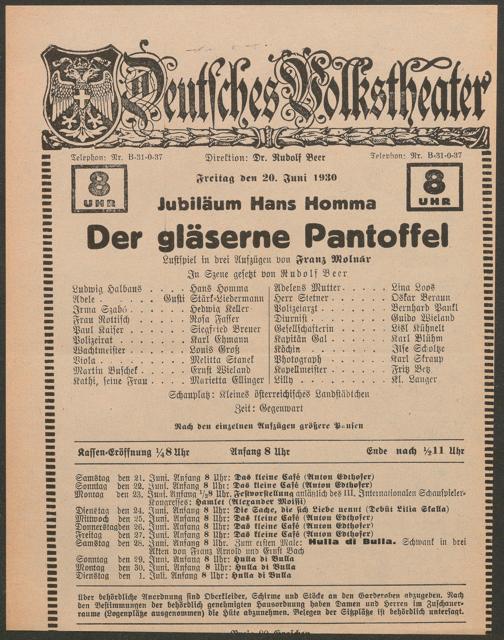 Deutsches Volkstheater
Telephon: Nr. B-31-0-37 Direktion: Dr. Rudolf Beer Telephon: Nr. B-31-0-37
8 UHR Freitag den 20. Juni 1930 8 UHR
Jubiläum Hans Homma
Der gläserne Pantoffel
Lustspiel in drei Aufzügen von Franz Molnár
In Szene gesetzt von Rudolf Beer
Ludwig Halbans . . . . . Hans Homma
Adele . . . . . Gusti Stärk-Liedermann
Irma Szabó . . . . . Hedwig Keller
Frau Rottisch . . . . . Rosa Fasser
Paul Kaiser . . . . . Siegfried Breuer
Polizeirat . . . . . Karl Ehmann
Wachtmeister . . . . . Louis Groß
Viola . . . . . Melitta Stanek
Martin Buschek . . . . . Ernst Wieland
Kathi, seine Frau . . . . . Marietta Ellinger
Adelens Mutter . . . . . Lina Loos
Herr Stetner . . . . . Oskar Beraun
Polizeiarzt . . . . . Bernhard Pankl
Diurnist . . . . . Guido Wieland
Gesellschafterin . . . . . Lisl Kühnelt
Kapitän Gal . . . . . Karl Blühm
Köchin . . . . . Ilse Scholtze
Photograph . . . . . Karl Skraup
Kapellmeister . . . . . Fritz Betz
Lilly . . . . . Kl. Langer
Schauplatz: Kleines österreichisches Landstädtchen
Zeit: Gegenwart
Nach den einzelnen Aufzügen größere Pausen
Kassen-Eröffnung ¼8 Uhr Anfang 8 Uhr Ende nach ½11 Uhr
Samstag den 21. Juni. Anfang 8 Uhr: Das kleine Café (Anton Edthofer)
Sonntag den 22. Juni. Anfang 8 Uhr: Das kleine Café (Anton Edthofer)
Montag den 23. Juni. Anfang ½8 Uhr. Festvorstellung anläßlich des III. Internationalen Schauspieler-
Kongresses: Hamlet (Alexander Moissi)
Dienstag den 24. Juni. Anfang 8 Uhr: Die Sache, die sich Liebe nennt (Debüt Lilia Skalla)
Mittwoch den 25. Juni. Anfang 8 Uhr: Das kleine Café (Anton Edthofer)
Donnerstag den 26. Juni. Anfang 8 Uhr: Das kleine Café (Anton Edthofer)
Freitag den 27. Juni. Anfang 8 Uhr: Das kleine Café (Anton Edthofer)
Samstag den 28. Juni. Anfang 8 Uhr: Zum ersten Male: Hulla di Bulla. Schwank in drei
Akten von Franz Arnold und Ernst Bach
Sonntag den 29. Juni. Anfang 8 Uhr: Hulla di Bulla
Montag den 30. Juni. Anfang 8 Uhr: Hulla di Bulla
Dienstag den 1. Juli. Anfang 8 Uhr: Hulla di Bulla
Über behördliche Anordnung sind Oberkleider, Schirme und Stöcke an den Garderoben abzugeben. Nach
den Bestimmungen der behördlich genehmigten Hausordnung haben Damen und Herren im Zuschauer-
raume (Logenplätze ausgenommen) die Hüte abzunehmen. Belegen der Sitzplätze ist behördlich untersagt.